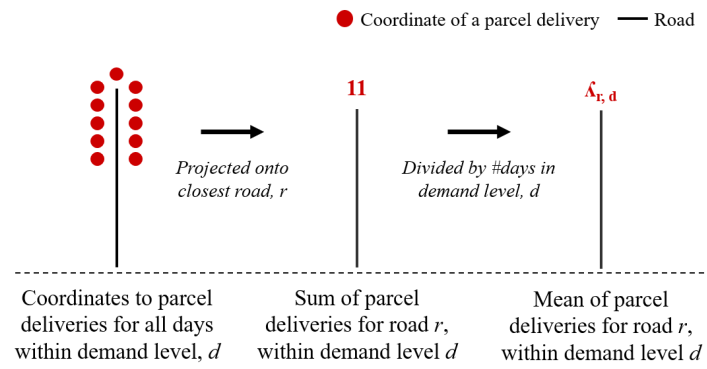 Coordinate of a parcel delivery
Road
11
ʎr, d
Projected onto
closest road, r
Divided by #days in
demand level, d
Coordinates to parcel
deliveries for all days
within demand level, d
Sum of parcel
deliveries for road r,
within demand level d
Mean of parcel
deliveries for road r,
within demand level d